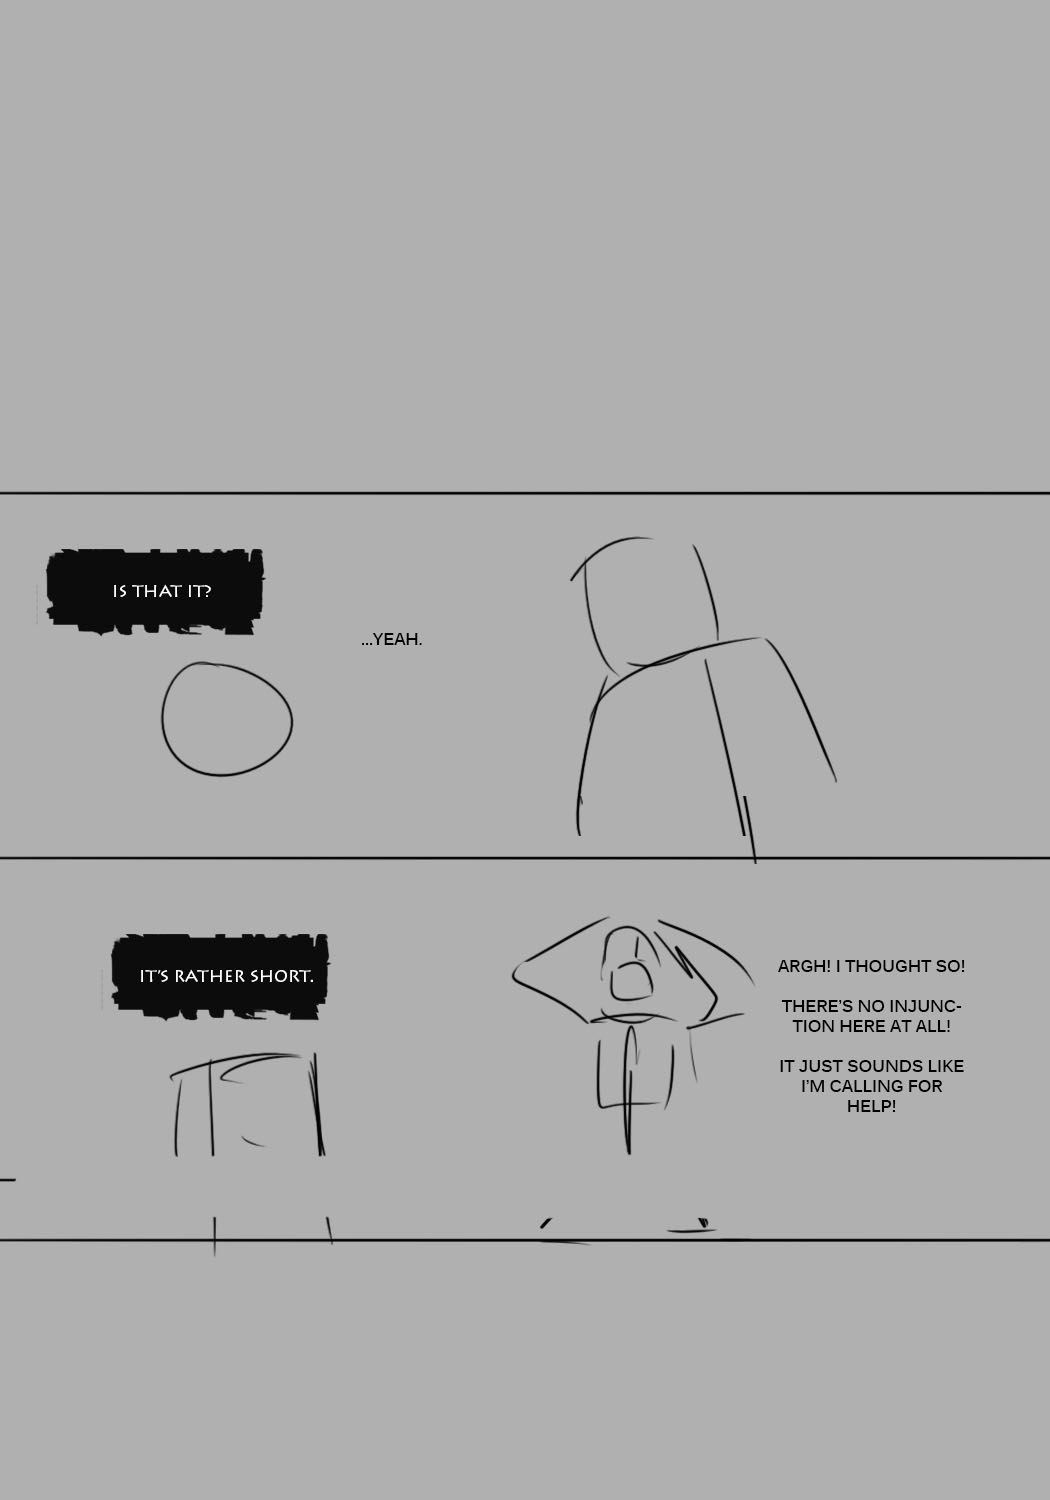 IS THAT IT?
...YEAH.
IT’S RATHER SHORT.
ARGH! I THOUGHT SO!
THERE’S NO INJUNC-
TION HERE AT ALL!
IT JUST SOUNDS LIKE
I’M CALLING FOR
HELP!